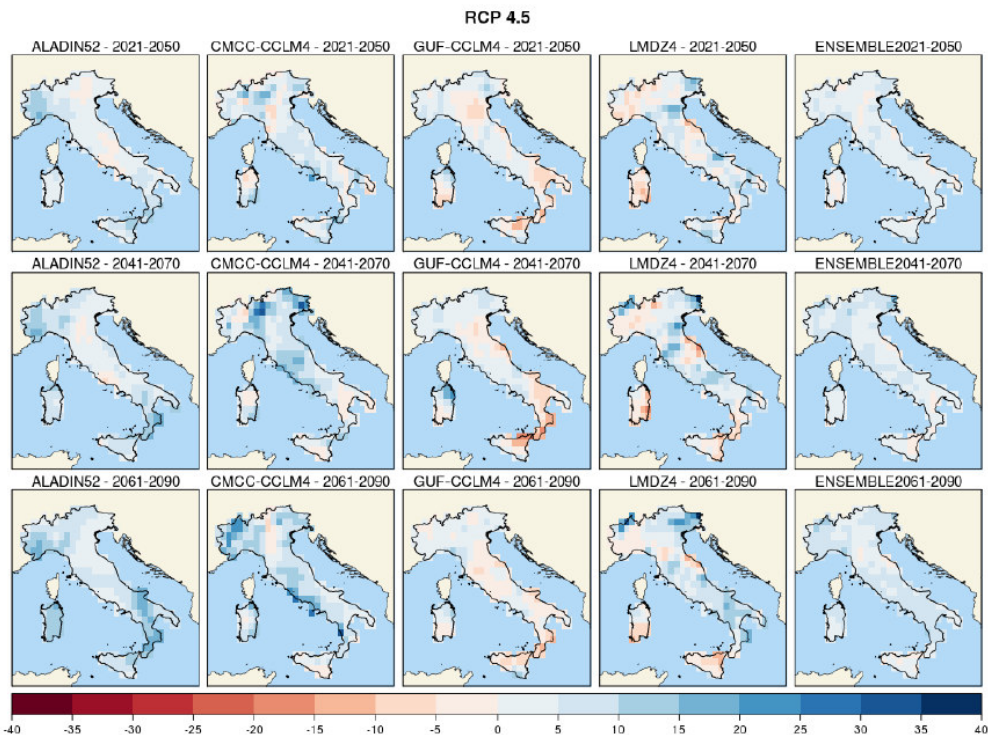 RCP 4.5
ALADIN52 - 2021-2050 CMCC-CCLM4 - 2021-2050 GUF-CCLM4 - 2021-2050 LMDZ4 - 2021-2050 ENSEMBLE2021-2050
ALADIN52 - 2041-2070 CMCC-CCLM4 - 2041-2070 GUF-CCLM4 - 2041-2070 LMDZ4 - 2041-2070 ENSEMBLE2041-2070
ALADIN52 - 2061-2090 CMCC-CCLM4 - 2061-2090 GUF-CCLM4 - 2061-2090 LMDZ4 - 2061-2090 ENSEMBLE2061-2090
-40 -35 -30 -25 -20 -15 -10 -5 0 5 10 15 20 25 30 35 40